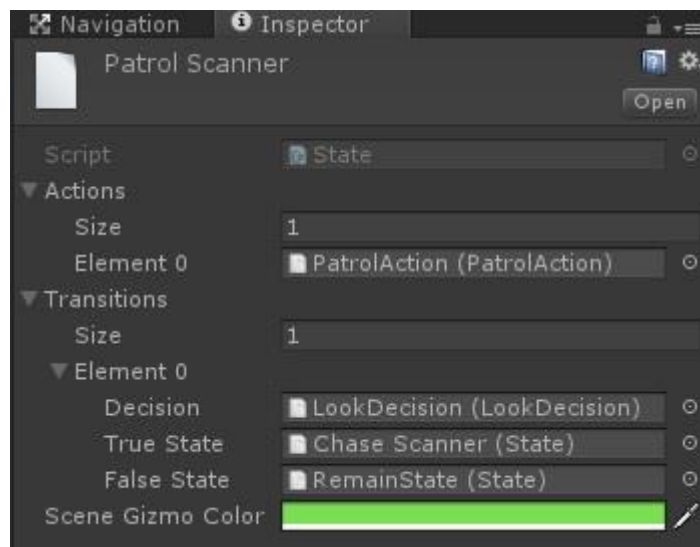 Navigation Inspector
Patrol Scanner
Open
Script State
Actions
Size 1
Element 0 PatrolAction (PatrolAction)
Transitions
Size 1
Element 0
Decision LookDecision (LookDecision)
True State Chase Scanner (State)
False State RemainState (State)
Scene Gizmo Color